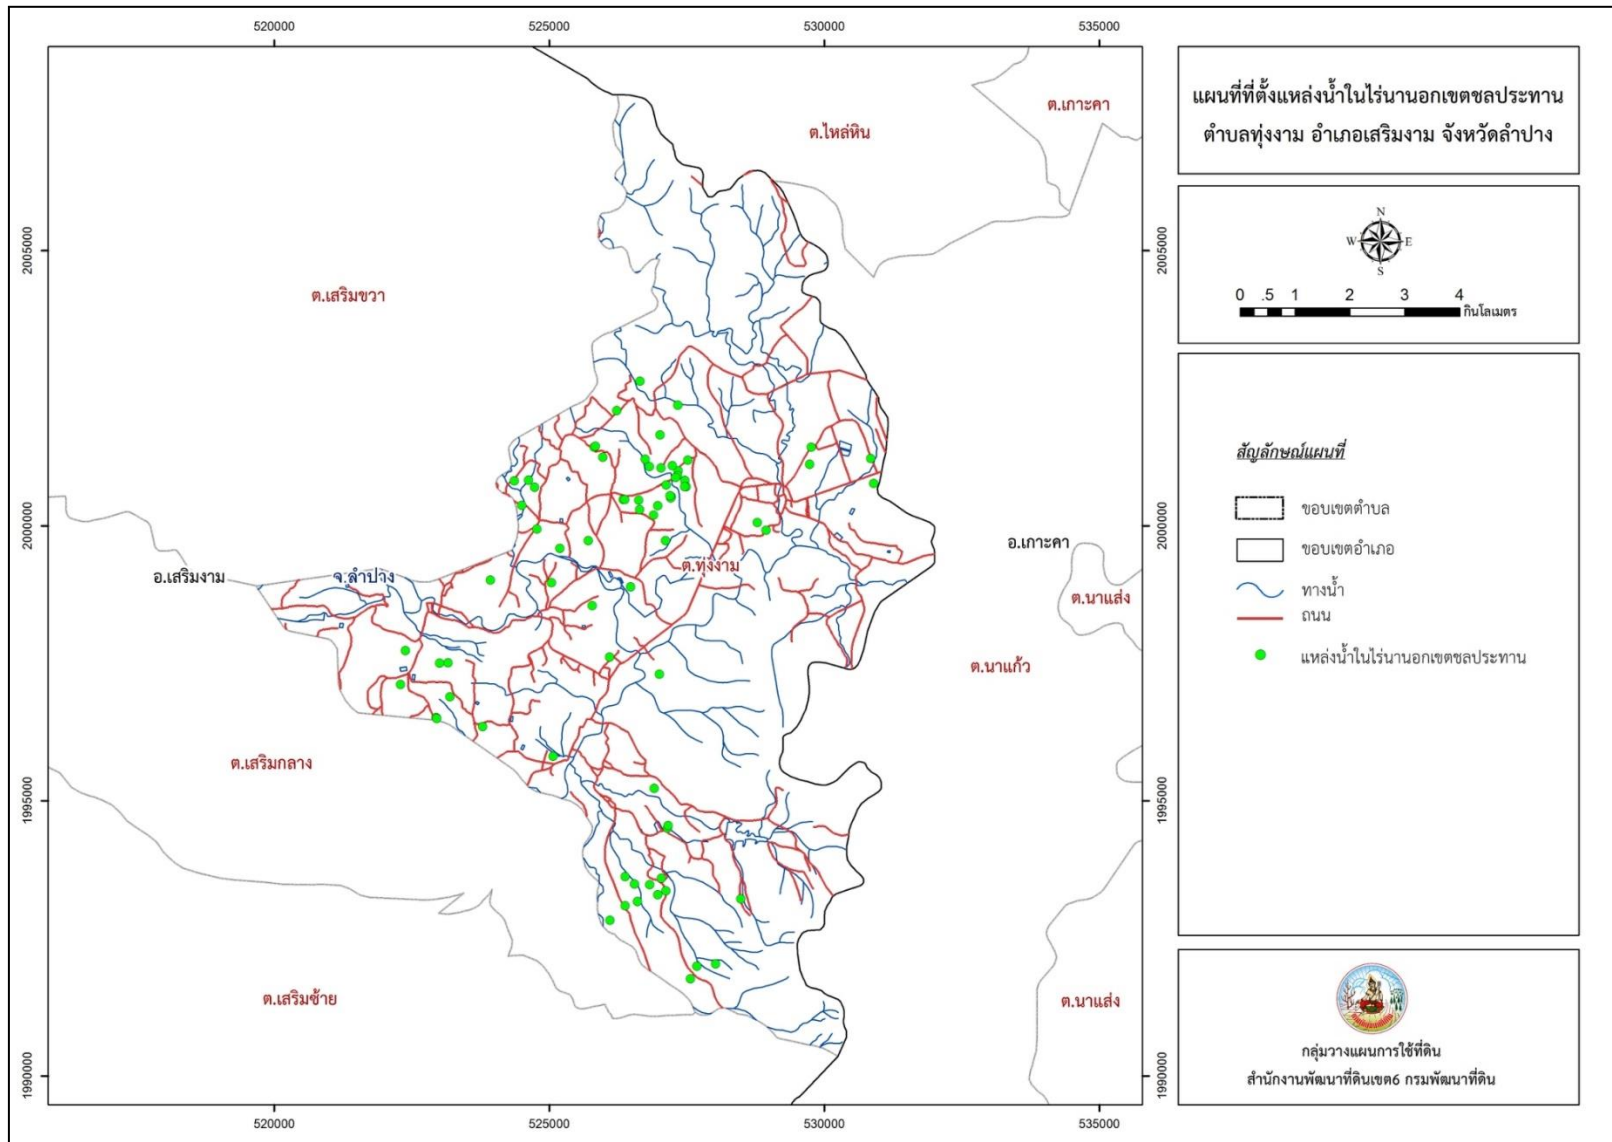 520000
525000
530000
535000
แผนที่ที่ตั้งแหล่งน้ำในไร่นานอกเขตชลประทาน
ตำบลทุ่งงาม อำเภอเสริมงาม จังหวัดลำปาง
ต.เกาะคา
ต.ไหล่หิน
N
W
E
S
2005000
2005000
ต.เสริมขวา
0 .5 1 2 3 4
กิโลเมตร
สัญลักษณ์แผนที่
ขอบเขตตำบล
ขอบเขตอำเภอ
ทางน้ำ
ถนน
แหล่งน้ำในไร่นานอกเขตชลประทาน
2000000
2000000
อ.เกาะคา
ต.ทุ่งงาม
อ.เสริมงาม
จ.ลำปาง
ต.นาแส่ง
ต.นาแก้ว
ต.เสริมกลาง
1995000
1995000
ต.เสริมซ้าย
ต.นาแส่ง
กลุ่มวางแผนการใช้ที่ดิน
สำนักงานพัฒนาที่ดินเขต6 กรมพัฒนาที่ดิน
1990000
1990000
520000
525000
530000
535000